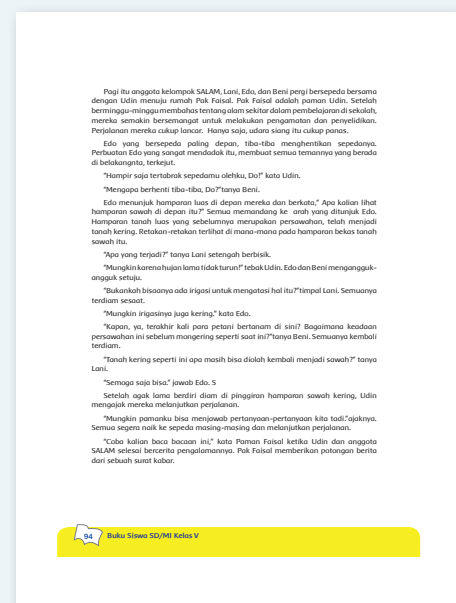 Pagi itu anggota kelompok SALAM, Lani, Edo, dan Beni pergi bersepeda bersama
dengan Udin menuju rumah Pak Faisal. Pak Faisal adalah paman Udin. Setelah
berminggu-minggu membahas tentang alam sekitar dalam pembelajaran di sekolah,
mereka semakin bersemangat untuk melakukan pengamatan dan penyelidikan.
Perjalanan mereka cukup lancar. Hanya saja, udara siang itu cukup panas.
Edo yang bersepeda paling depan, tiba-tiba menghentikan sepedanya.
Perbuatan Edo yang sangat mendadak itu, membuat semua temannya yang berada
di belakangnta, terkejut.
"Hampir saja tertabrak sepedamu olehku, Do!" kata Udin.
"Mengapa berhenti tiba-tiba, Do?"tanya Beni.
Edo menunjuk hamparan luas di depan mereka dan berkata," Apa kalian lihat
hamparan sawah di depan itu?" Semua memandang ke arah yang ditunjuk Edo.
Hamparan tanah luas yang sebelumnya merupakan persawahan, telah menjadi
tanah kering. Retakan-retakan terlihat di mana-mana pada hamparan bekas tanah
sawah itu.
"Apa yang terjadi?" tanya Lani setengah berbisik.
"Mungkin karena hujan lama tidak turun!" tebak Udin. Edo dan Beni mengangguk-
angguk setuju.
"Bukankah bisaanya ada irigasi untuk mengatasi hal itu?"timpal Lani. Semuanya
terdiam sesaat.
"Mungkin irigasinya juga kering." kata Edo.
"Kapan, ya, terakhir kali para petani bertanam di sini? Bagaimana keadaan
persawahan ini sebelum mongering seperti saat ini?"tanya Beni. Semuanya kembali
terdiam.
"Tanah kering seperti ini apa masih bisa diolah kembali menjadi sawah?" tanya
Lani.
"Semoga saja bisa." jawab Edo. S
Setelah agak lama berdiri diam di pinggiran hamparan sawah kering, Udin
mengajak mereka melanjutkan perjalanan.
"Mungkin pamanku bisa menjawab pertanyaan-pertanyaan kita tadi."ajaknya.
Semua segera naik ke sepeda masing-masing dan melanjutkan perjalanan.
"Coba kalian baca bacaan ini," kata Paman Faisal ketika Udin dan anggota
SALAM selesai bercerita pengalamannya. Pak Faisal memberikan potongan berita
dari sebuah surat kabar.
94 Buku Siswa SD/MI Kelas V